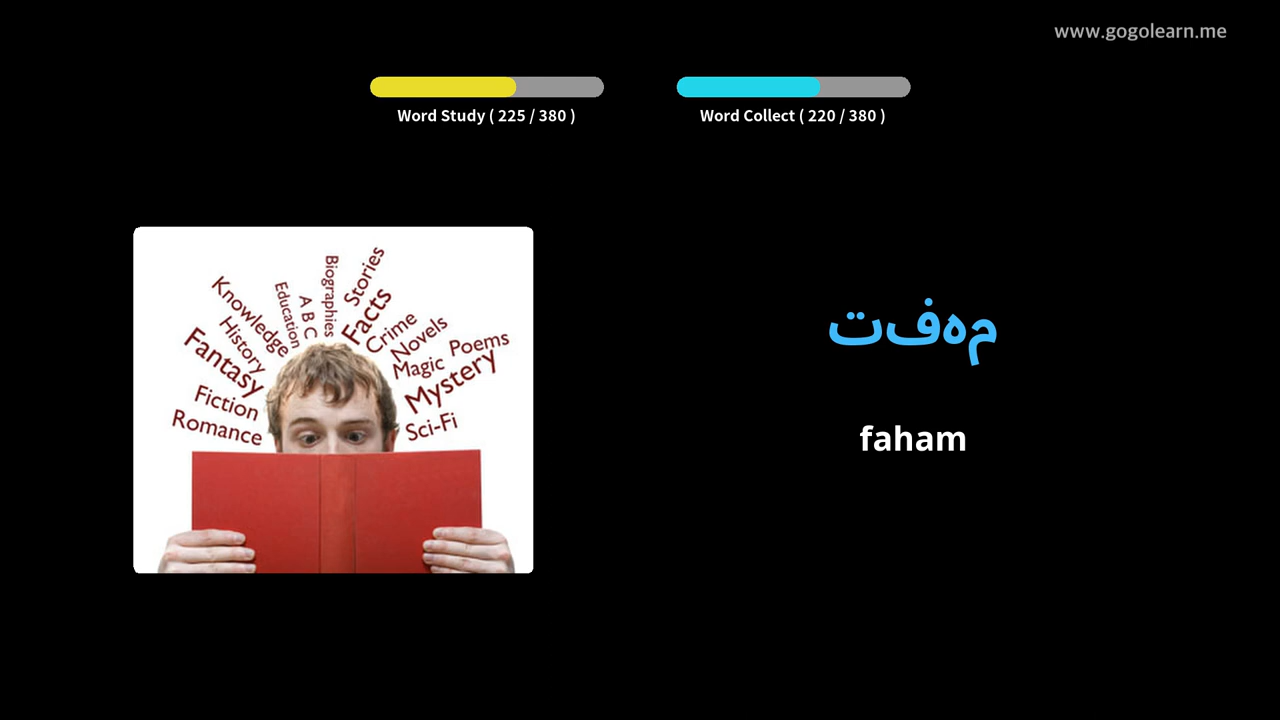 www.gogolearn.me
Word Study ( 225 / 380 )
Word Collect ( 220 / 380 )
Biographies
Stories
Education
A B C
Facts
Knowledge
History
Crime
Novels
Fantasy
Magic
Poems
Mystery
Fiction
Romance
Sci-Fi
مهفت
faham